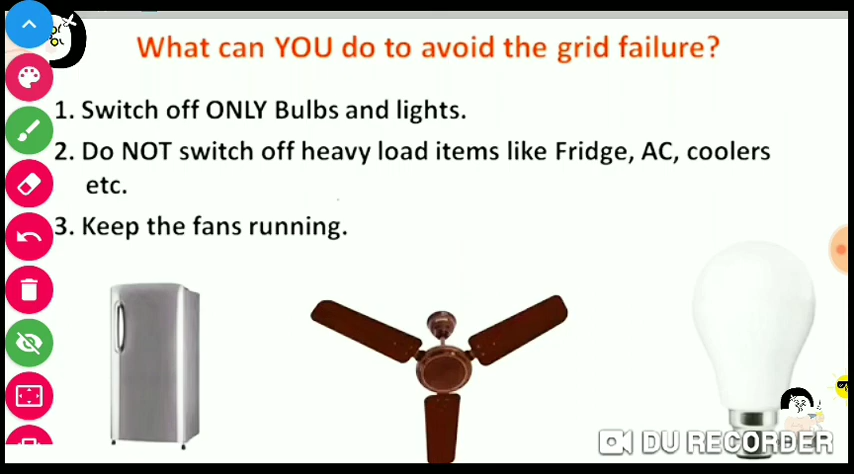 What can YOU do to avoid the grid failure?
1. Switch off ONLY Bulbs and lights.
2. Do NOT switch off heavy load items like Fridge, AC, coolers
etc.
3. Keep the fans running.
DU RECORDER